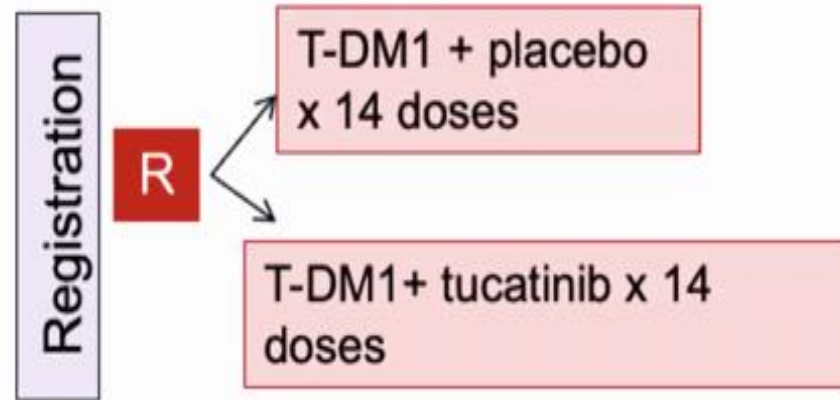 Registration
R
T-DM1 + placebo
x 14 doses
T-DM1+ tucatinib x 14
doses